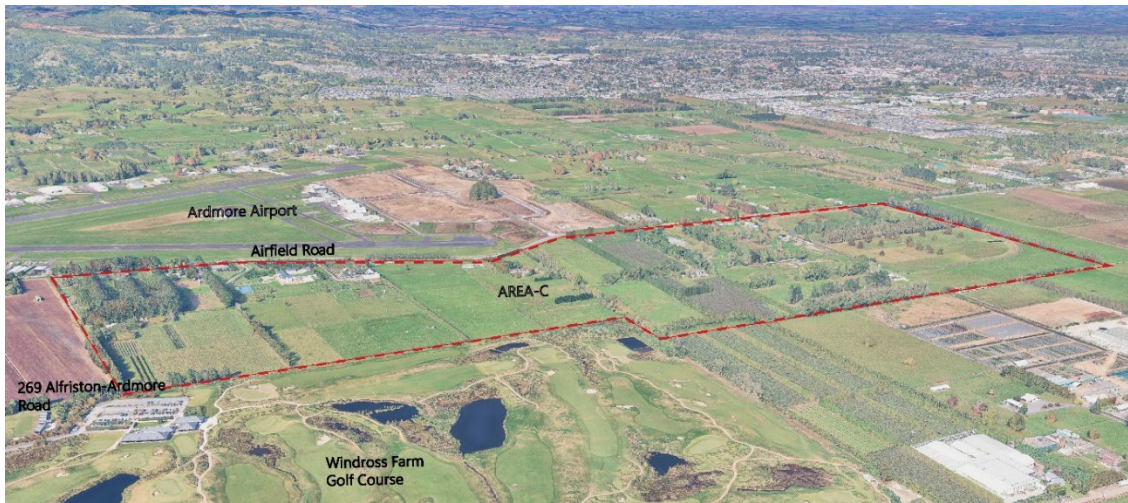 Ardmore Airport
Airfield Road
AREA-C
269 Alfriston-Ardmore
Road
Windross Farm
Golf Course